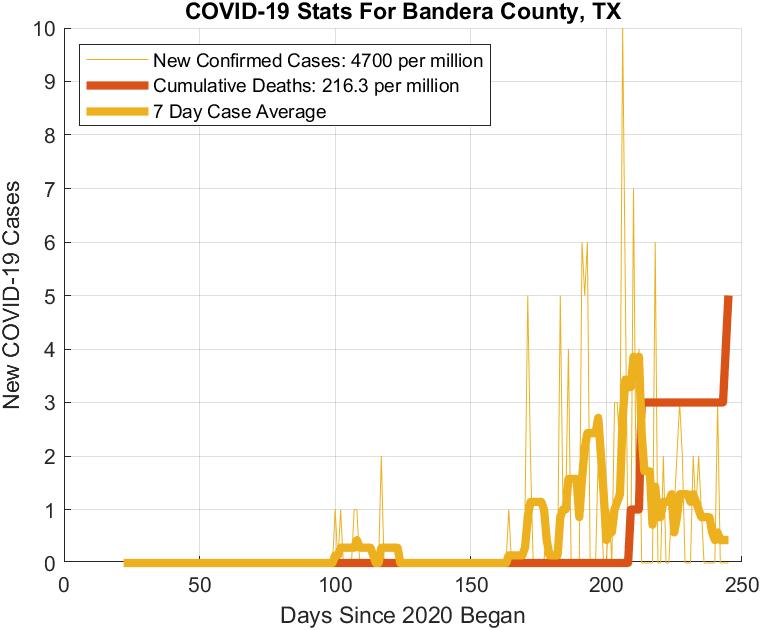 COVID-19 Stats For Bandera County, TX
New Confirmed Cases: 4700 per million
Cumulative Deaths: 216.3 per million
7 Day Case Average
New COVID-19 Cases
10
9
8
7
6
5
4
3
2
1
0
0 50 100 150 200 250
Days Since 2020 Began